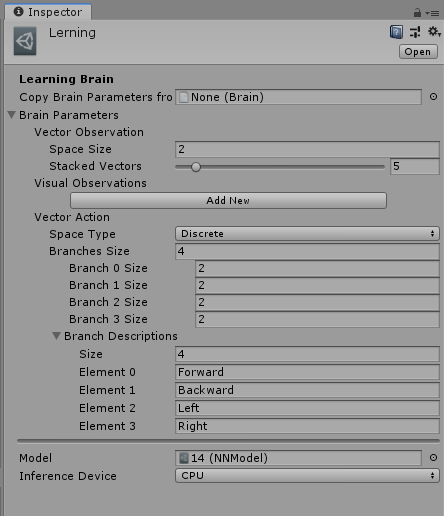 Inspector
Lerning
Open
Learning Brain
Copy Brain Parameters fro None (Brain)
Brain Parameters
Vector Observation
Space Size 2
Stacked Vectors 5
Visual Observations
Add New
Vector Action
Space Type Discrete
Branches Size 4
Branch 0 Size 2
Branch 1 Size 2
Branch 2 Size 2
Branch 3 Size 2
Branch Descriptions
Size 4
Element 0 Forward
Element 1 Backward
Element 2 Left
Element 3 Right
Model 14 (NNModel)
Inference Device CPU